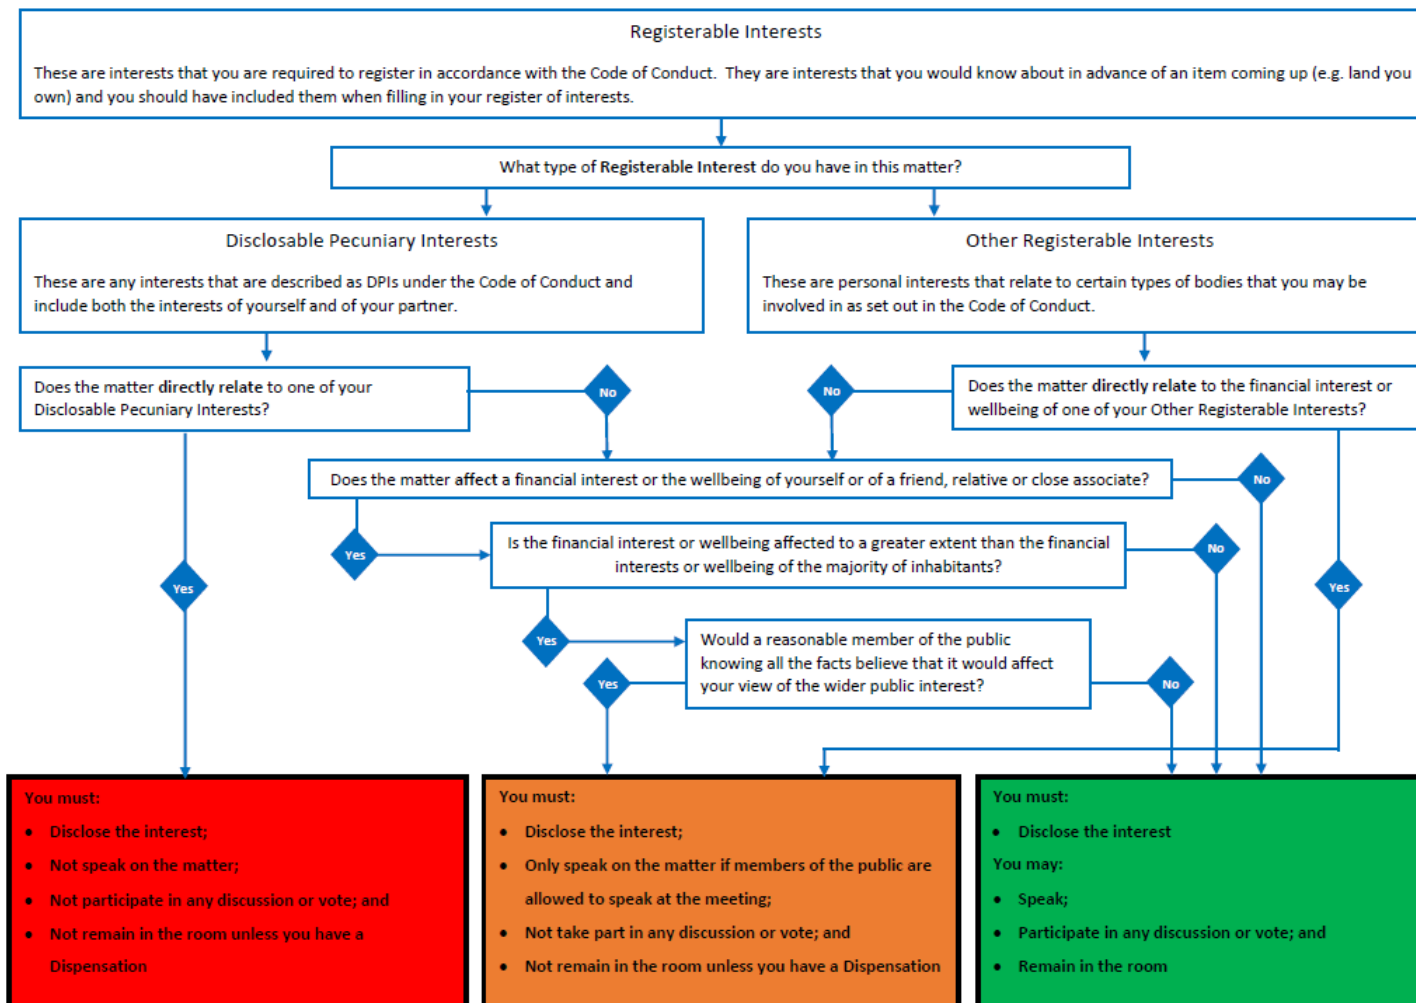 Registerable Interests
These are interests that you are required to register in accordance with the Code of Conduct. They are interests that you would know about in advance of an item coming up (e.g. land you
own) and you should have included them when filling in your register of interests.
What type of Registerable Interest do you have in this matter?
Disclosable Pecuniary Interests
These are any interests that are described as DPIs under the Code of Conduct and
include both the interests of yourself and of your partner.
Other Registerable Interests
These are personal interests that relate to certain types of bodies that you may be
involved in as set out in the Code of Conduct.
Does the matter directly relate to one of your
Disclosable Pecuniary Interests?
No
No
Does the matter directly relate to the financial interest or
wellbeing of one of your Other Registerable Interests?
Does the matter affect a financial interest or the wellbeing of yourself or of a friend, relative or close associate?
No
Yes
Is the financial interest or wellbeing affected to a greater extent than the financial
interests or wellbeing of the majority of inhabitants?
No
Yes
Yes
Yes
Would a reasonable member of the public
knowing all the facts believe that it would affect
your view of the wider public interest?
Yes
No
You must:
• Disclose the interest;
• Not speak on the matter;
• Not participate in any discussion or vote; and
• Not remain in the room unless you have a
Dispensation
You must:
• Disclose the interest;
• Only speak on the matter if members of the public are
allowed to speak at the meeting;
• Not take part in any discussion or vote; and
• Not remain in the room unless you have a Dispensation
You must:
• Disclose the interest
You may:
• Speak;
• Participate in any discussion or vote; and
• Remain in the room